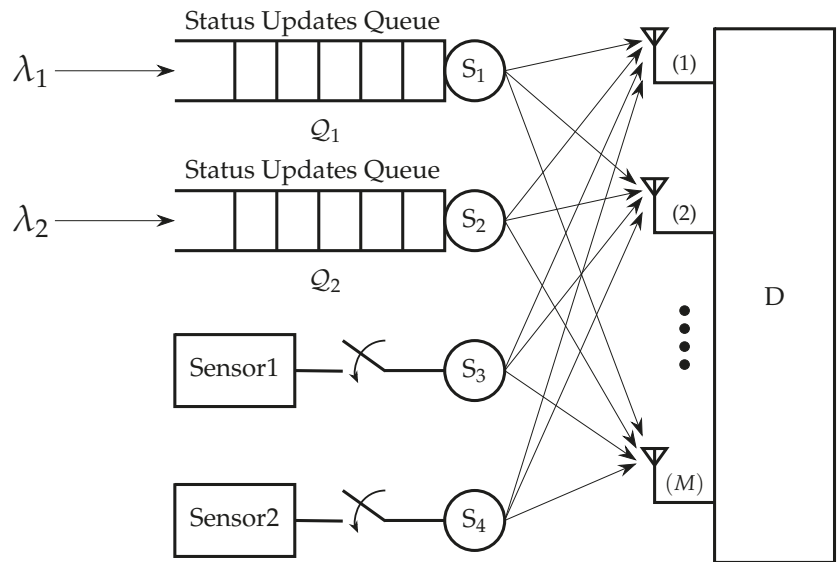 Status Updates Queue
λ₁
S₁
(1)
𝒬₁
Status Updates Queue
λ₂
S₂
(2)
𝒬₂
D
Sensor1
S₃
Sensor2
S₄
(M)